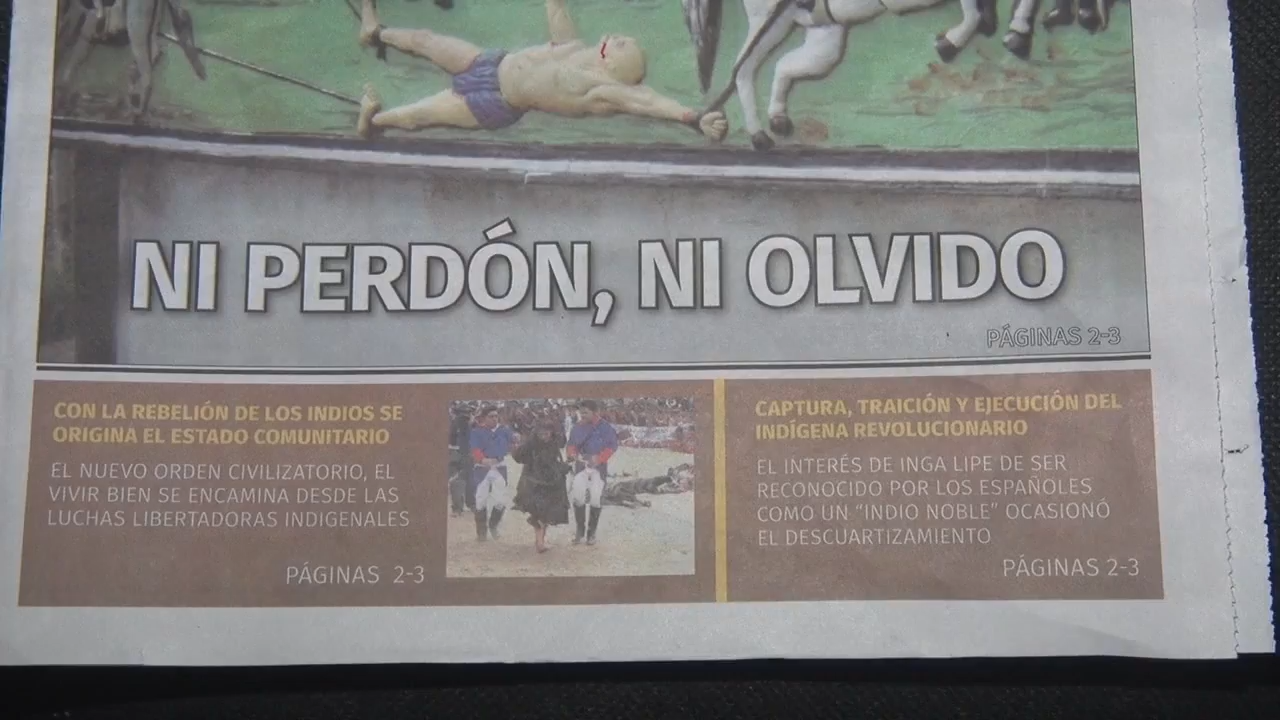 NI PERDÓN, NI OLVIDO
PÁGINAS 2-3
CON LA REBELIÓN DE LOS INDIOS SE
ORIGINA EL ESTADO COMUNITARIO
EL NUEVO ORDEN CIVILIZATORIO, EL
VIVIR BIEN SE ENCAMINA DESDE LAS
LUCHAS LIBERTADORAS INDIGENALES
PÁGINAS 2-3
CAPTURA, TRAICIÓN Y EJECUCIÓN DEL
INDÍGENA REVOLUCIONARIO
EL INTERÉS DE INGA LIPE DE SER
RECONOCIDO POR LOS ESPAÑOLES
COMO UN "INDIO NOBLE" OCASIONÓ
EL DESCUARTIZAMIENTO
PÁGINAS 2-3